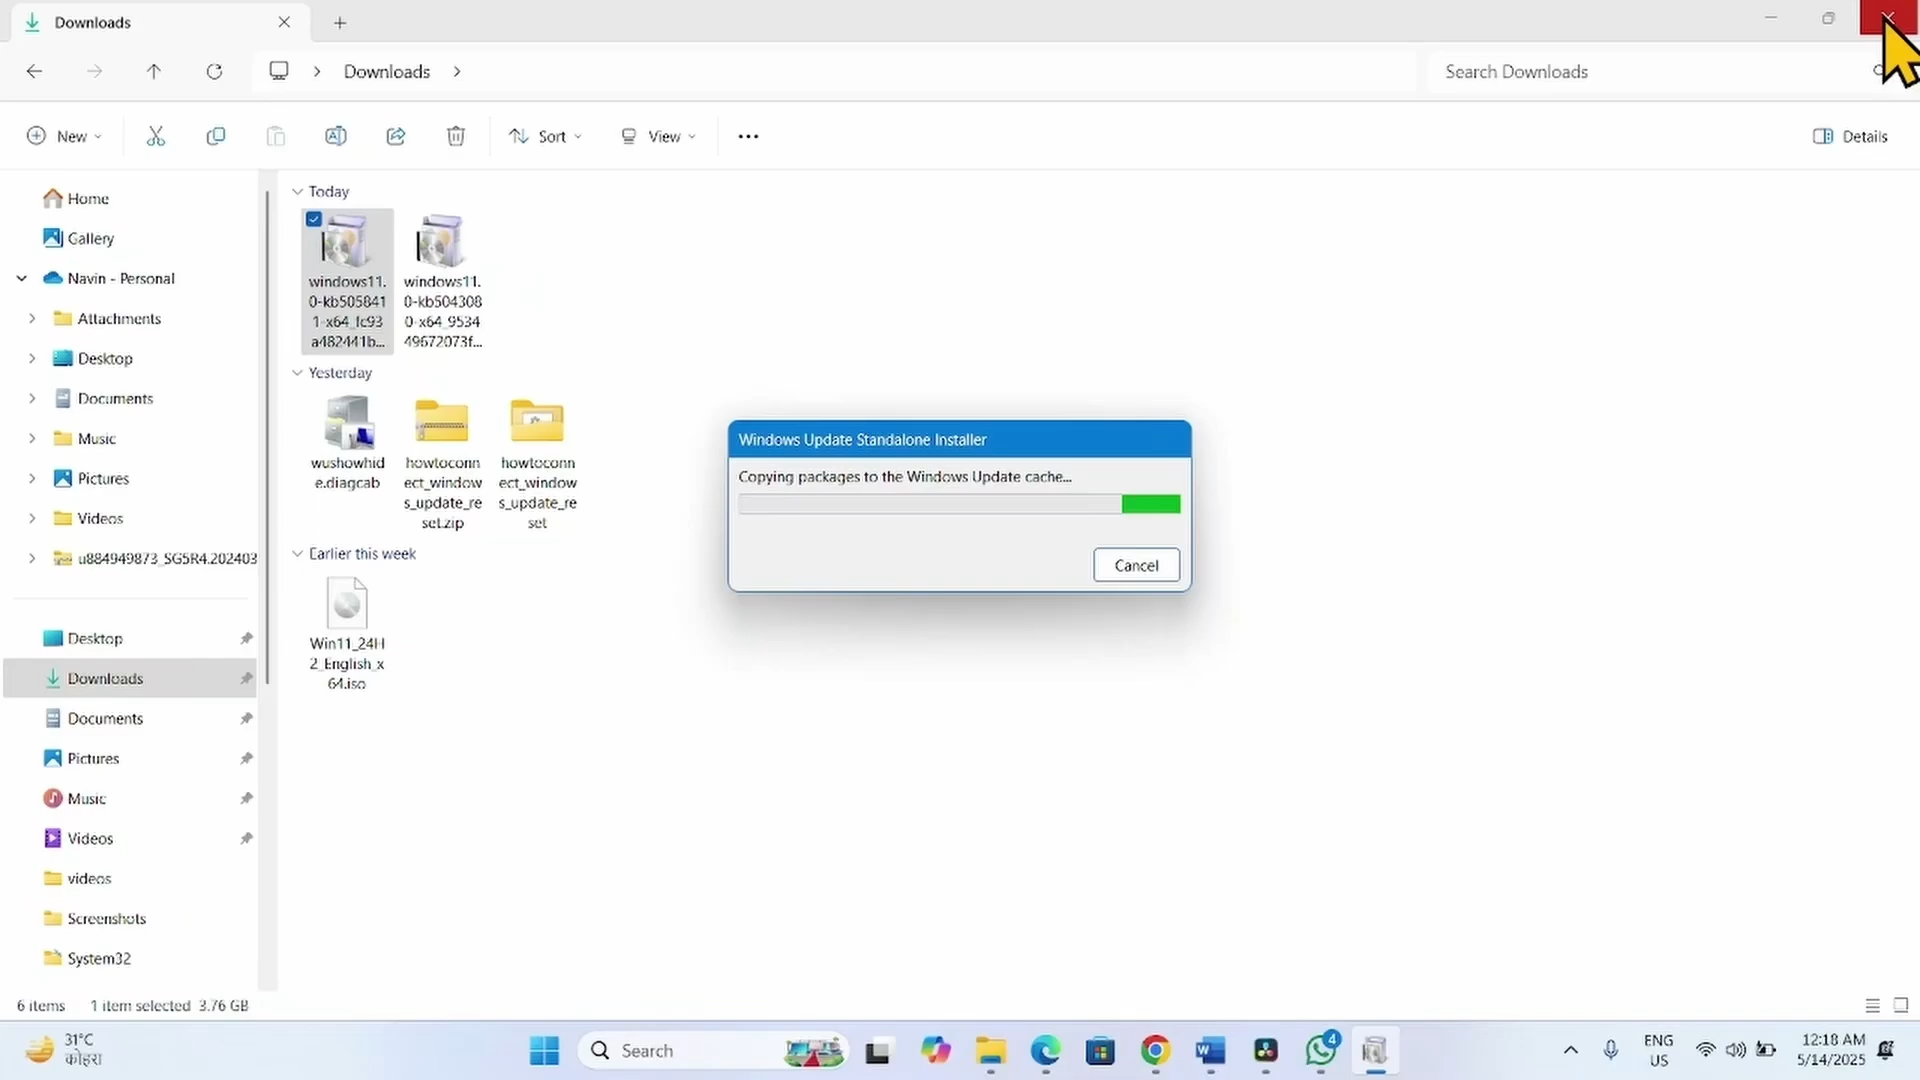 Downloads
Downloads
Search Downloads
New
Sort
View
Details
Home
Gallery
Navin - Personal
Attachments
Desktop
Documents
Music
Pictures
Videos
u884949873_SG5R4.202403
Desktop
Downloads
Documents
Pictures
Music
Videos
videos
Screenshots
System32
Today
windows11.
0-kb505841
1-x64_fc93
a482441b...
windows11.
0-kb504308
0-x64_9534
49672073f...
Yesterday
wushowhid
e.diagcab
howtoconn
ect_window
s_update_re
set.zip
howtoconn
ect_window
s_update_re
set
Earlier this week
Win11_24H
2_English_x
64.iso
Windows Update Standalone Installer
Copying packages to the Windows Update cache...
Cancel
6 items
1 item selected 3.76 GB
31°C
कोहरा
Search
4
ENG
US
12:18 AM
5/14/2025